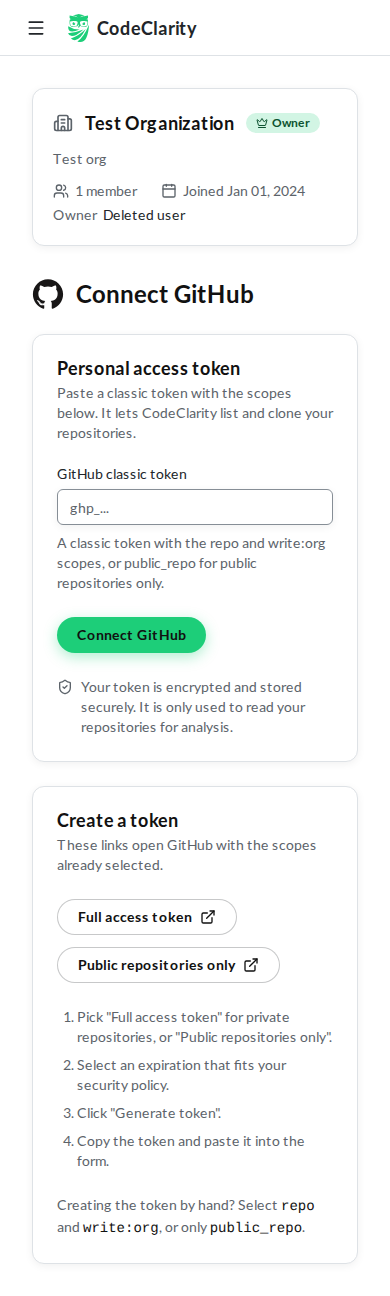 CodeClarity
Test Organization
Owner
Test org
1 member
Joined Jan 01, 2024
Owner Deleted user
Connect GitHub
Personal access token
Paste a classic token with the scopes
below. It lets CodeClarity list and clone your
repositories.
GitHub classic token
ghp_...
A classic token with the repo and write:org
scopes, or public_repo for public
repositories only.
Connect GitHub
Your token is encrypted and stored
securely. It is only used to read your
repositories for analysis.
Create a token
These links open GitHub with the scopes
already selected.
Full access token
Public repositories only
1. Pick "Full access token" for private
repositories, or "Public repositories only".
2. Select an expiration that fits your
security policy.
3. Click "Generate token".
4. Copy the token and paste it into the
form.
Creating the token by hand? Select repo
and write:org, or only public_repo.